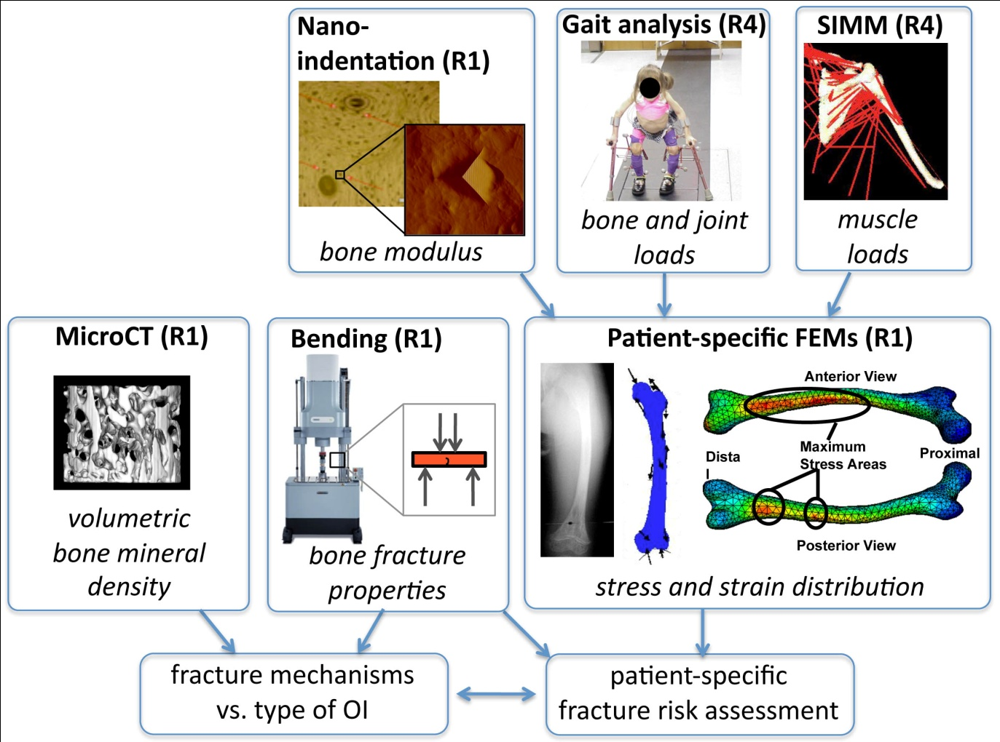 Nano-
indentation (R1)
bone modulus
Gait analysis (R4)
bone and joint
loads
SIMM (R4)
muscle
loads
MicroCT (R1)
volumetric
bone mineral
density
Bending (R1)
bone fracture
properties
Patient-specific FEMs (R1)
Anterior View
Maximum
Stress Areas
Dista
l
Proximal
Posterior View
stress and strain distribution
fracture mechanisms
vs. type of OI
patient-specific
fracture risk assessment